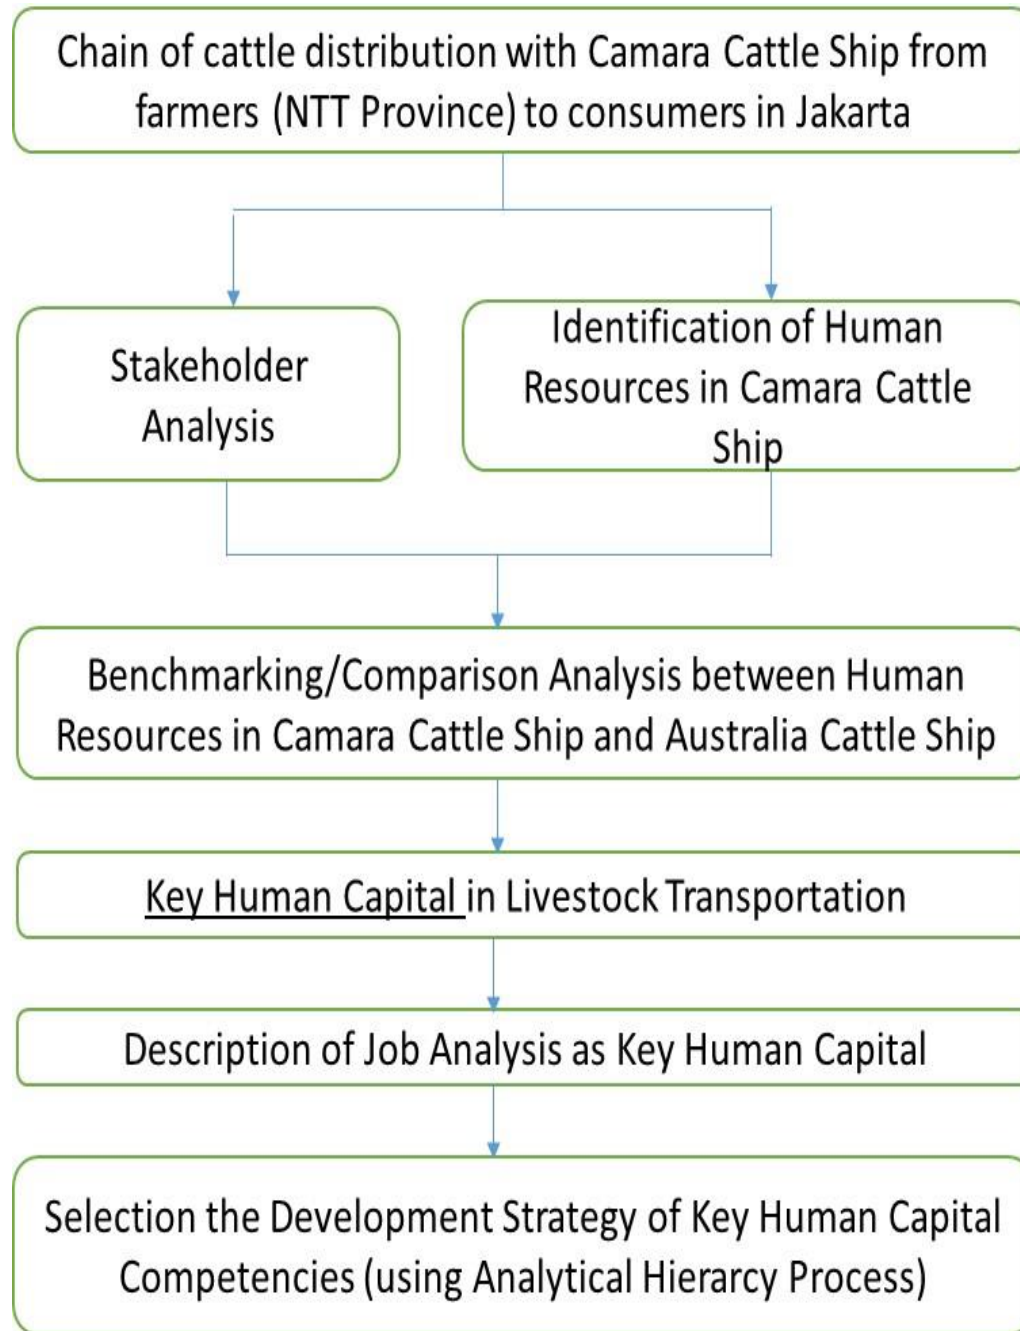 Chain of cattle distribution with Camara Cattle Ship from
farmers (NTT Province) to consumers in Jakarta
Stakeholder
Analysis
Identification of Human
Resources in Camara Cattle
Ship
Benchmarking/Comparison Analysis between Human
Resources in Camara Cattle Ship and Australia Cattle Ship
Key Human Capital in Livestock Transportation
Description of Job Analysis as Key Human Capital
Selection the Development Strategy of Key Human Capital
Competencies (using Analytical Hierarcy Process)